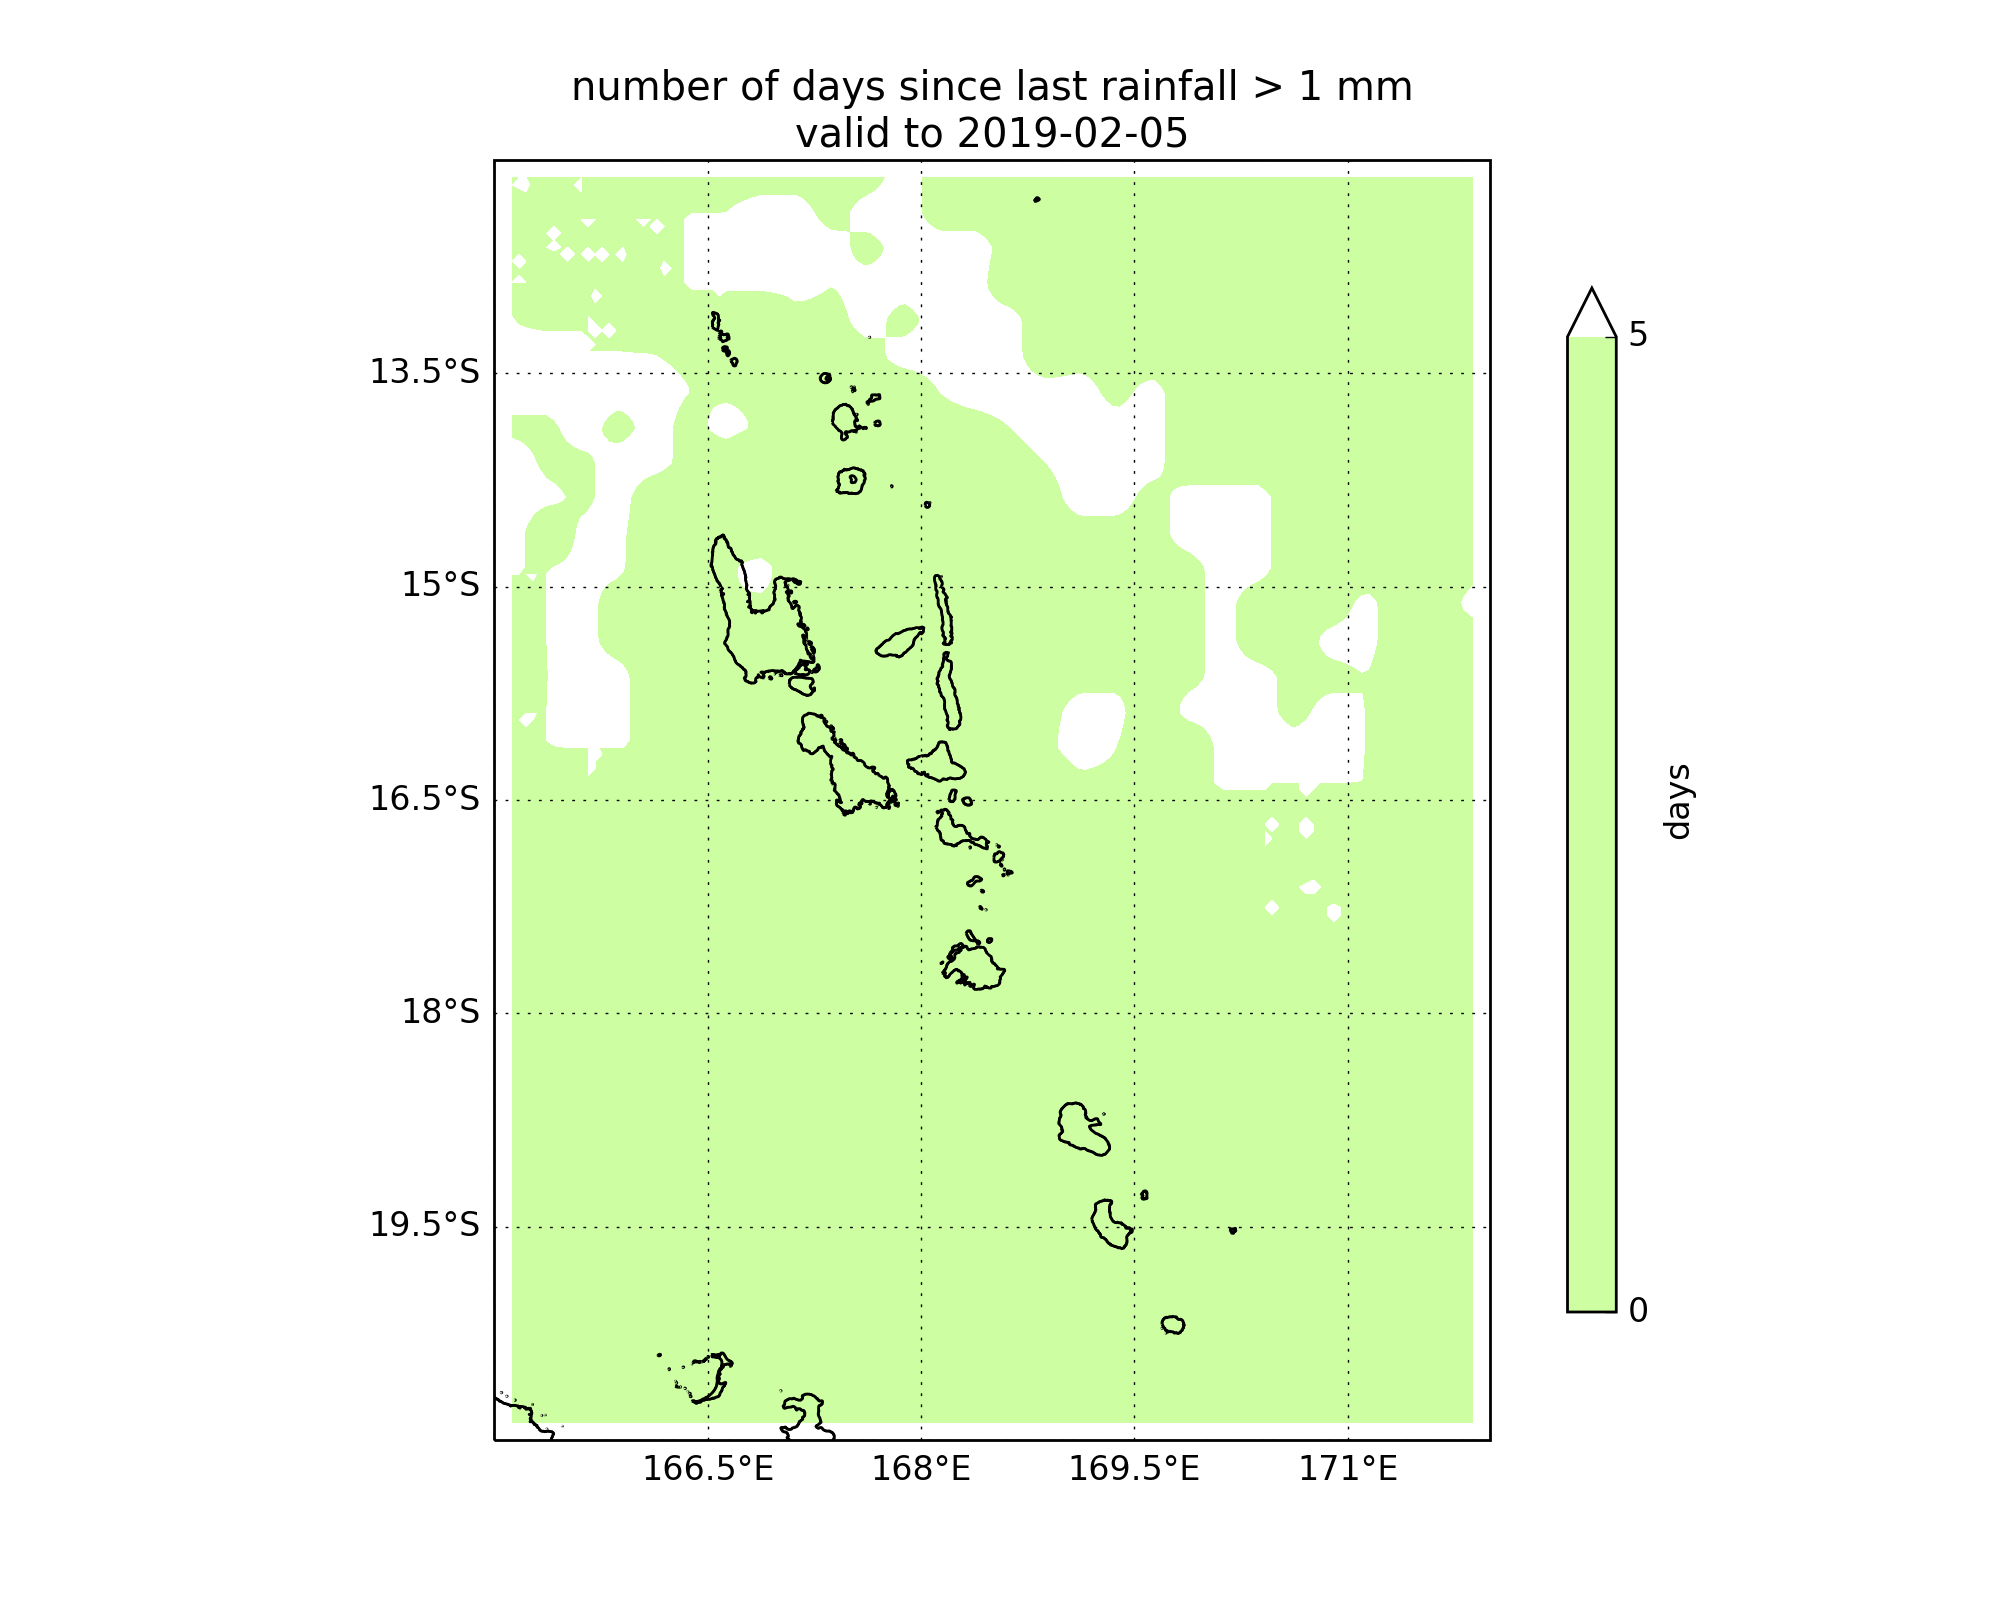 number of days since last rainfall > 1 mm
valid to 2019-02-05
13.5°S
15°S
16.5°S
18°S
19.5°S
166.5°E
168°E
169.5°E
171°E
5
days
0